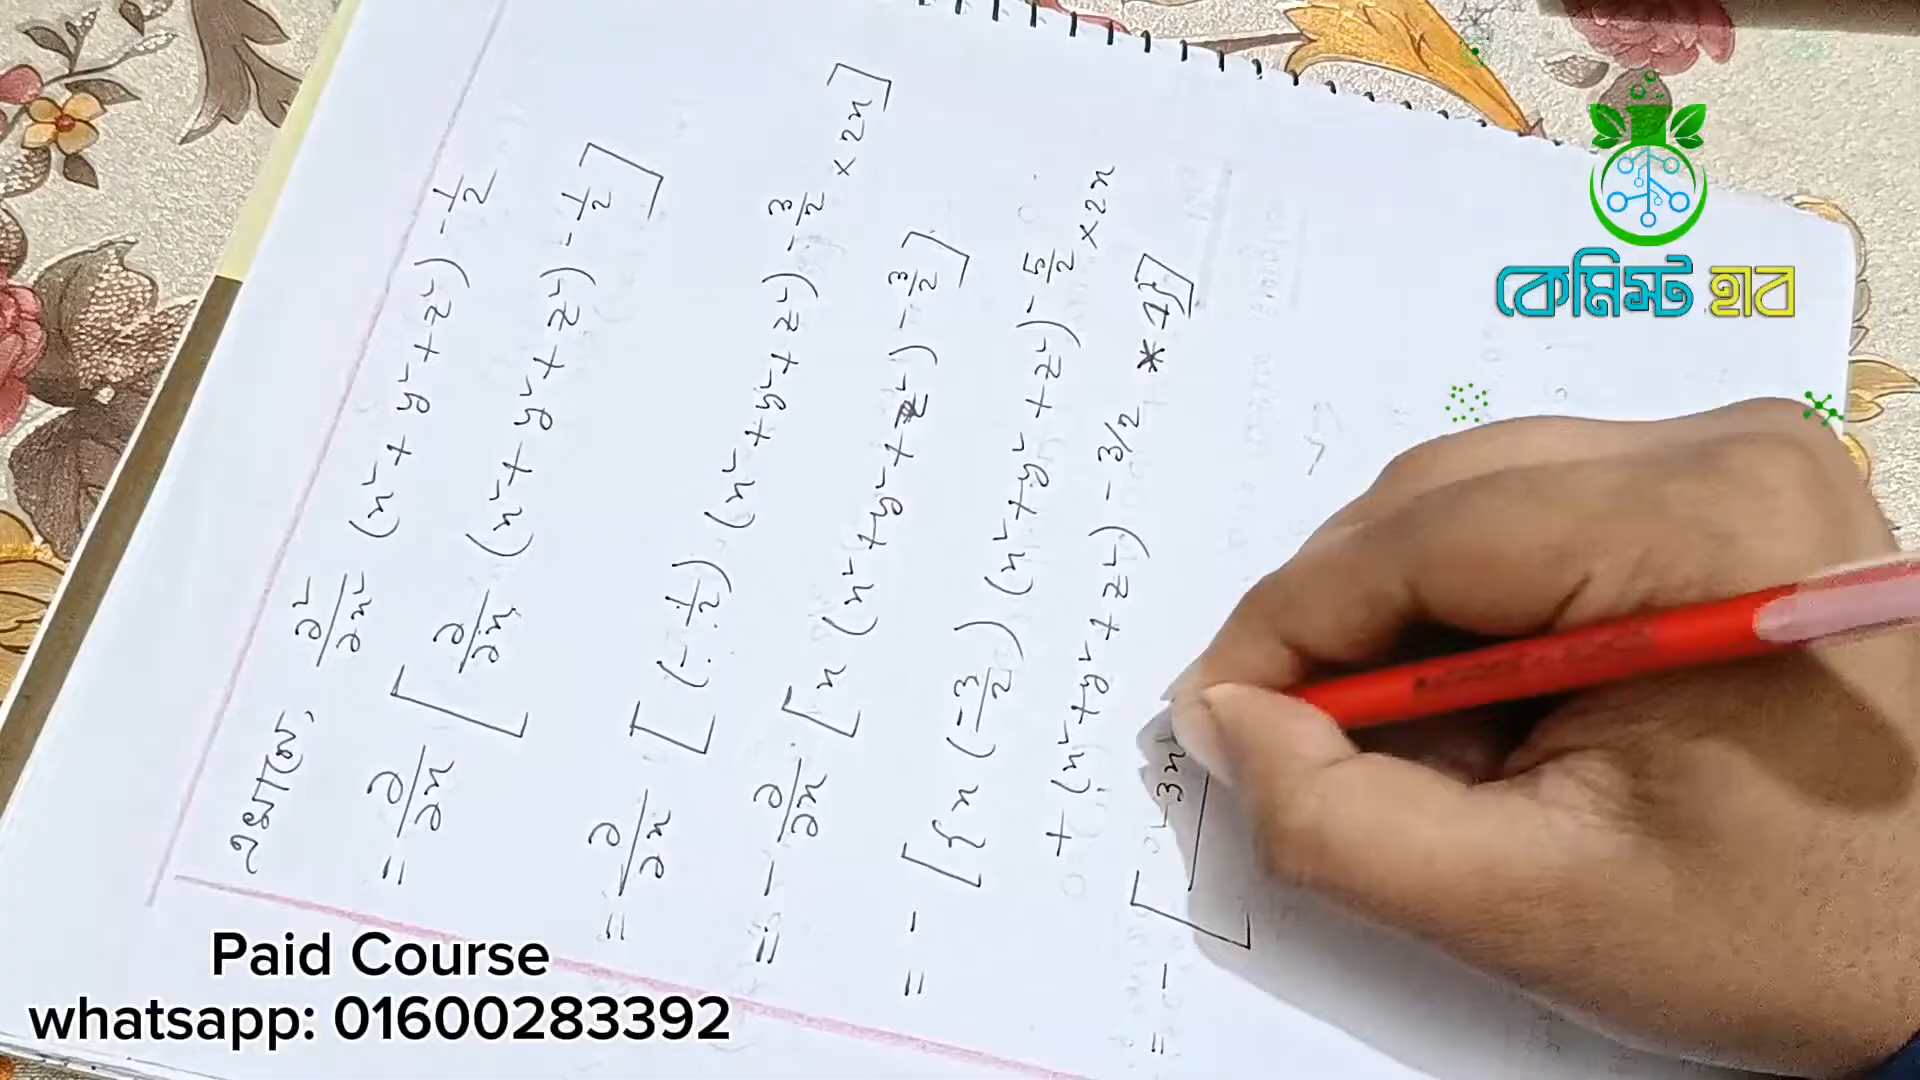 এখানে, ∂²/∂x² (x² + y² + z²)^-1/2
= ∂/∂x [ ∂/∂x (x² + y² + z²)^-1/2 ]
= ∂/∂x [ (-1/2) (x² + y² + z²)^-3/2 × 2x ]
= - ∂/∂x [ x (x² + y² + z²)^-3/2 ]
= - [ { x (-3/2) (x² + y² + z²)^-5/2 × 2x
+ (x² + y² + z²)^-3/2 * 1} ]
= - [ - 3x²
কেমিস্ট হাব
Paid Course
whatsapp: 01600283392